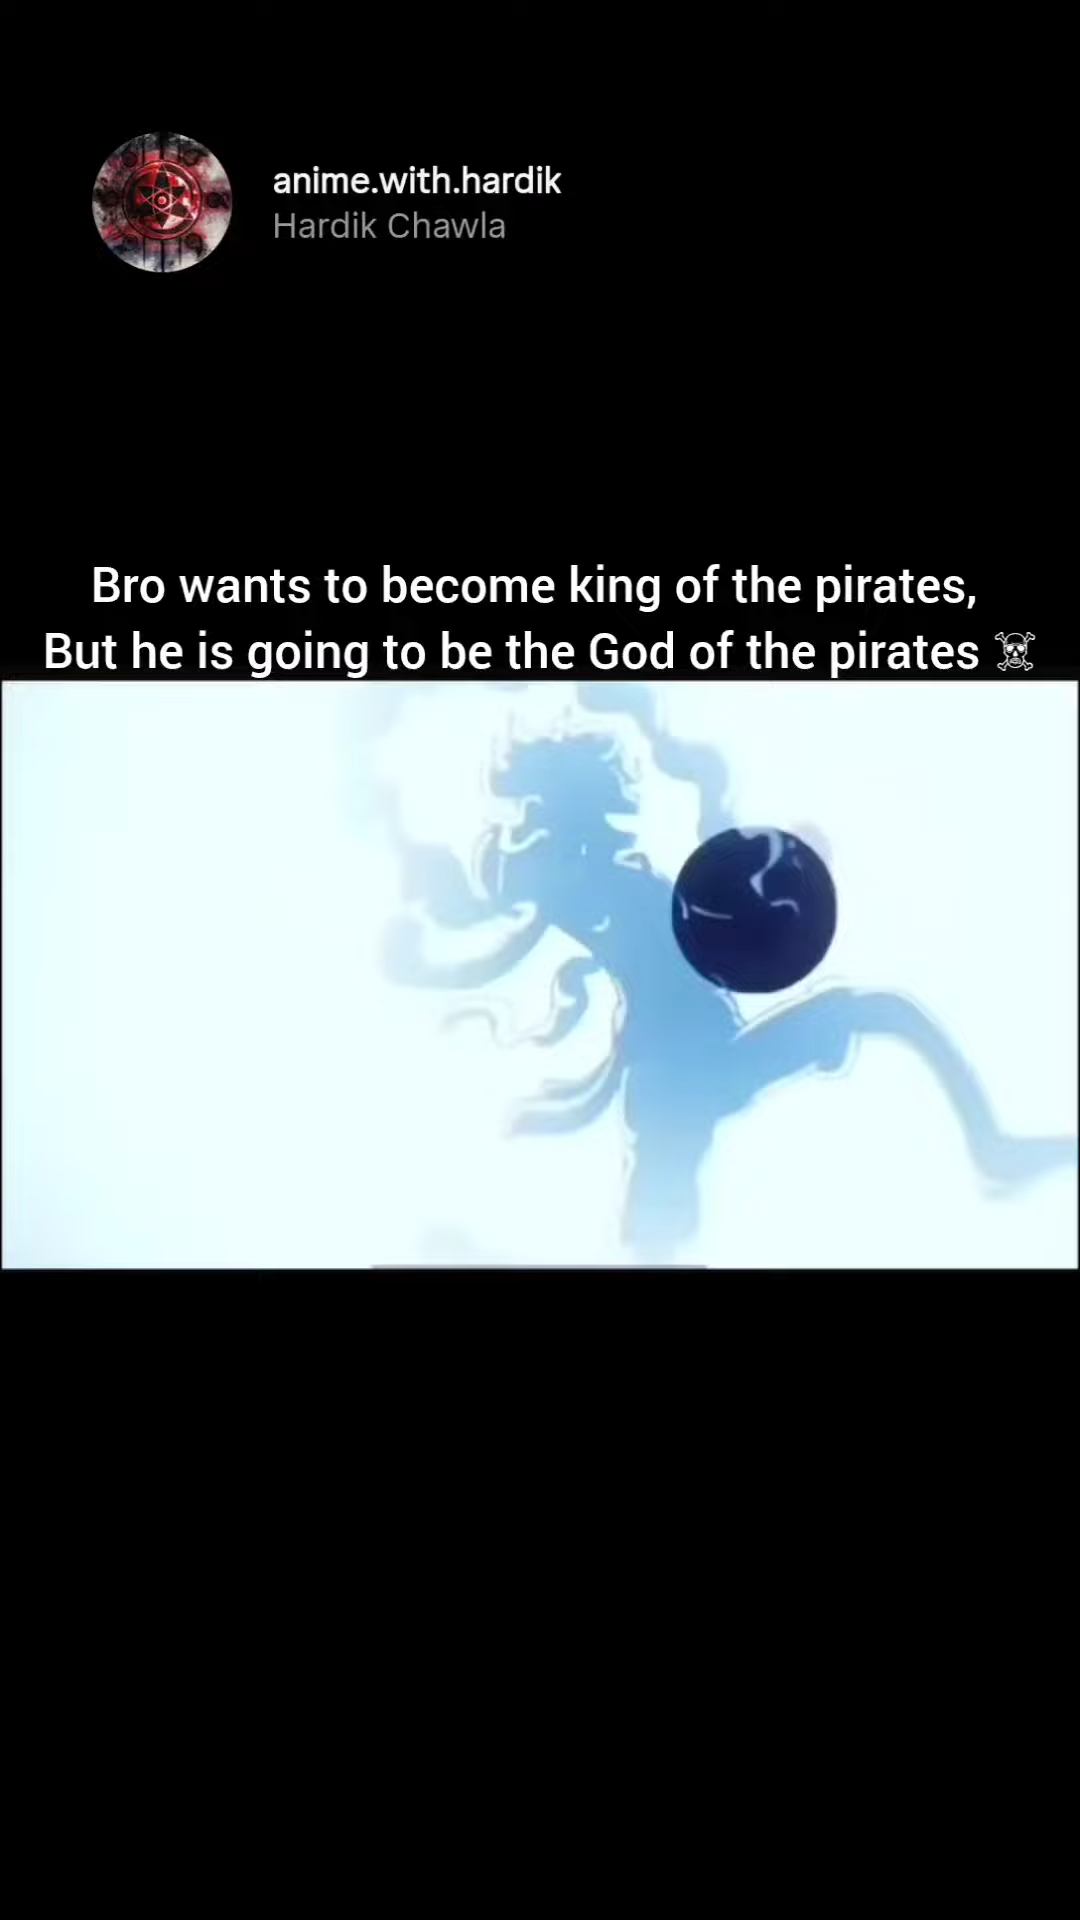 anime.with.hardik
Hardik Chawla
Bro wants to become king of the pirates,
But he is going to be the God of the pirates ☠️